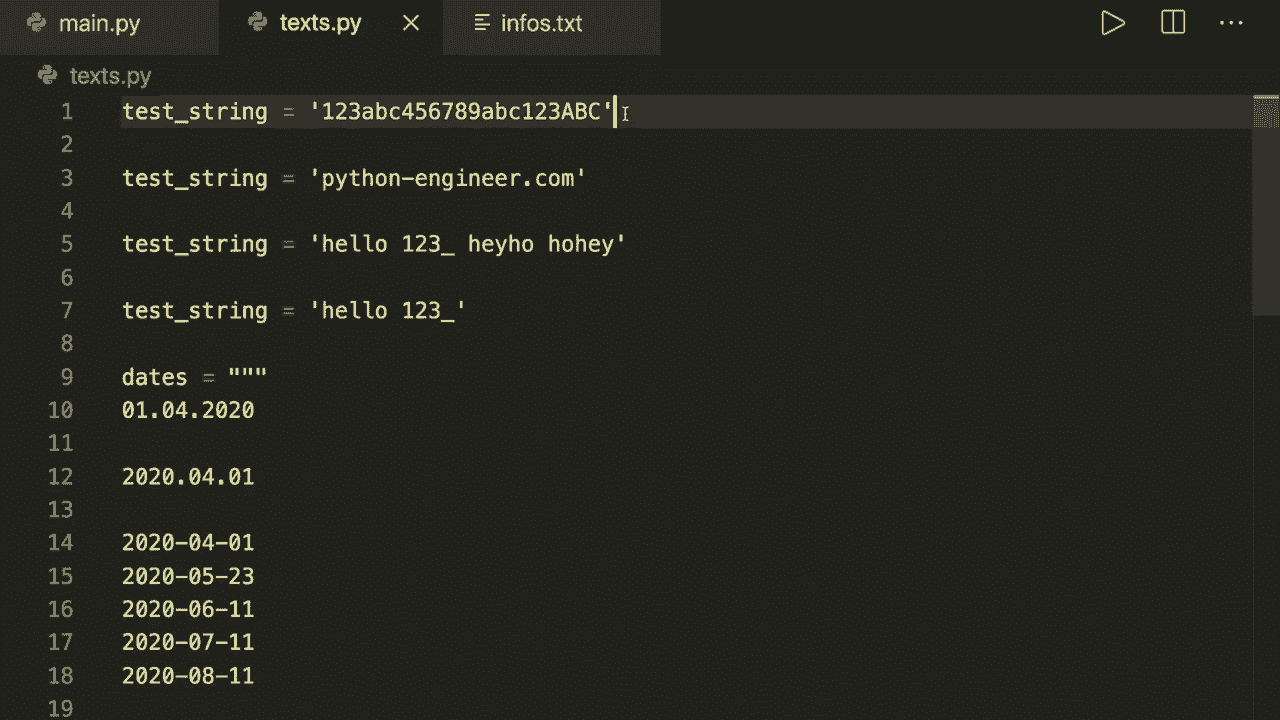 main.py texts.py infos.txt
texts.py
1 test_string = '123abc456789abc123ABC'
2
3 test_string = 'python-engineer.com'
4
5 test_string = 'hello 123_ heyho hohey'
6
7 test_string = 'hello 123_'
8
9 dates = """
10 01.04.2020
11
12 2020.04.01
13
14 2020-04-01
15 2020-05-23
16 2020-06-11
17 2020-07-11
18 2020-08-11
19